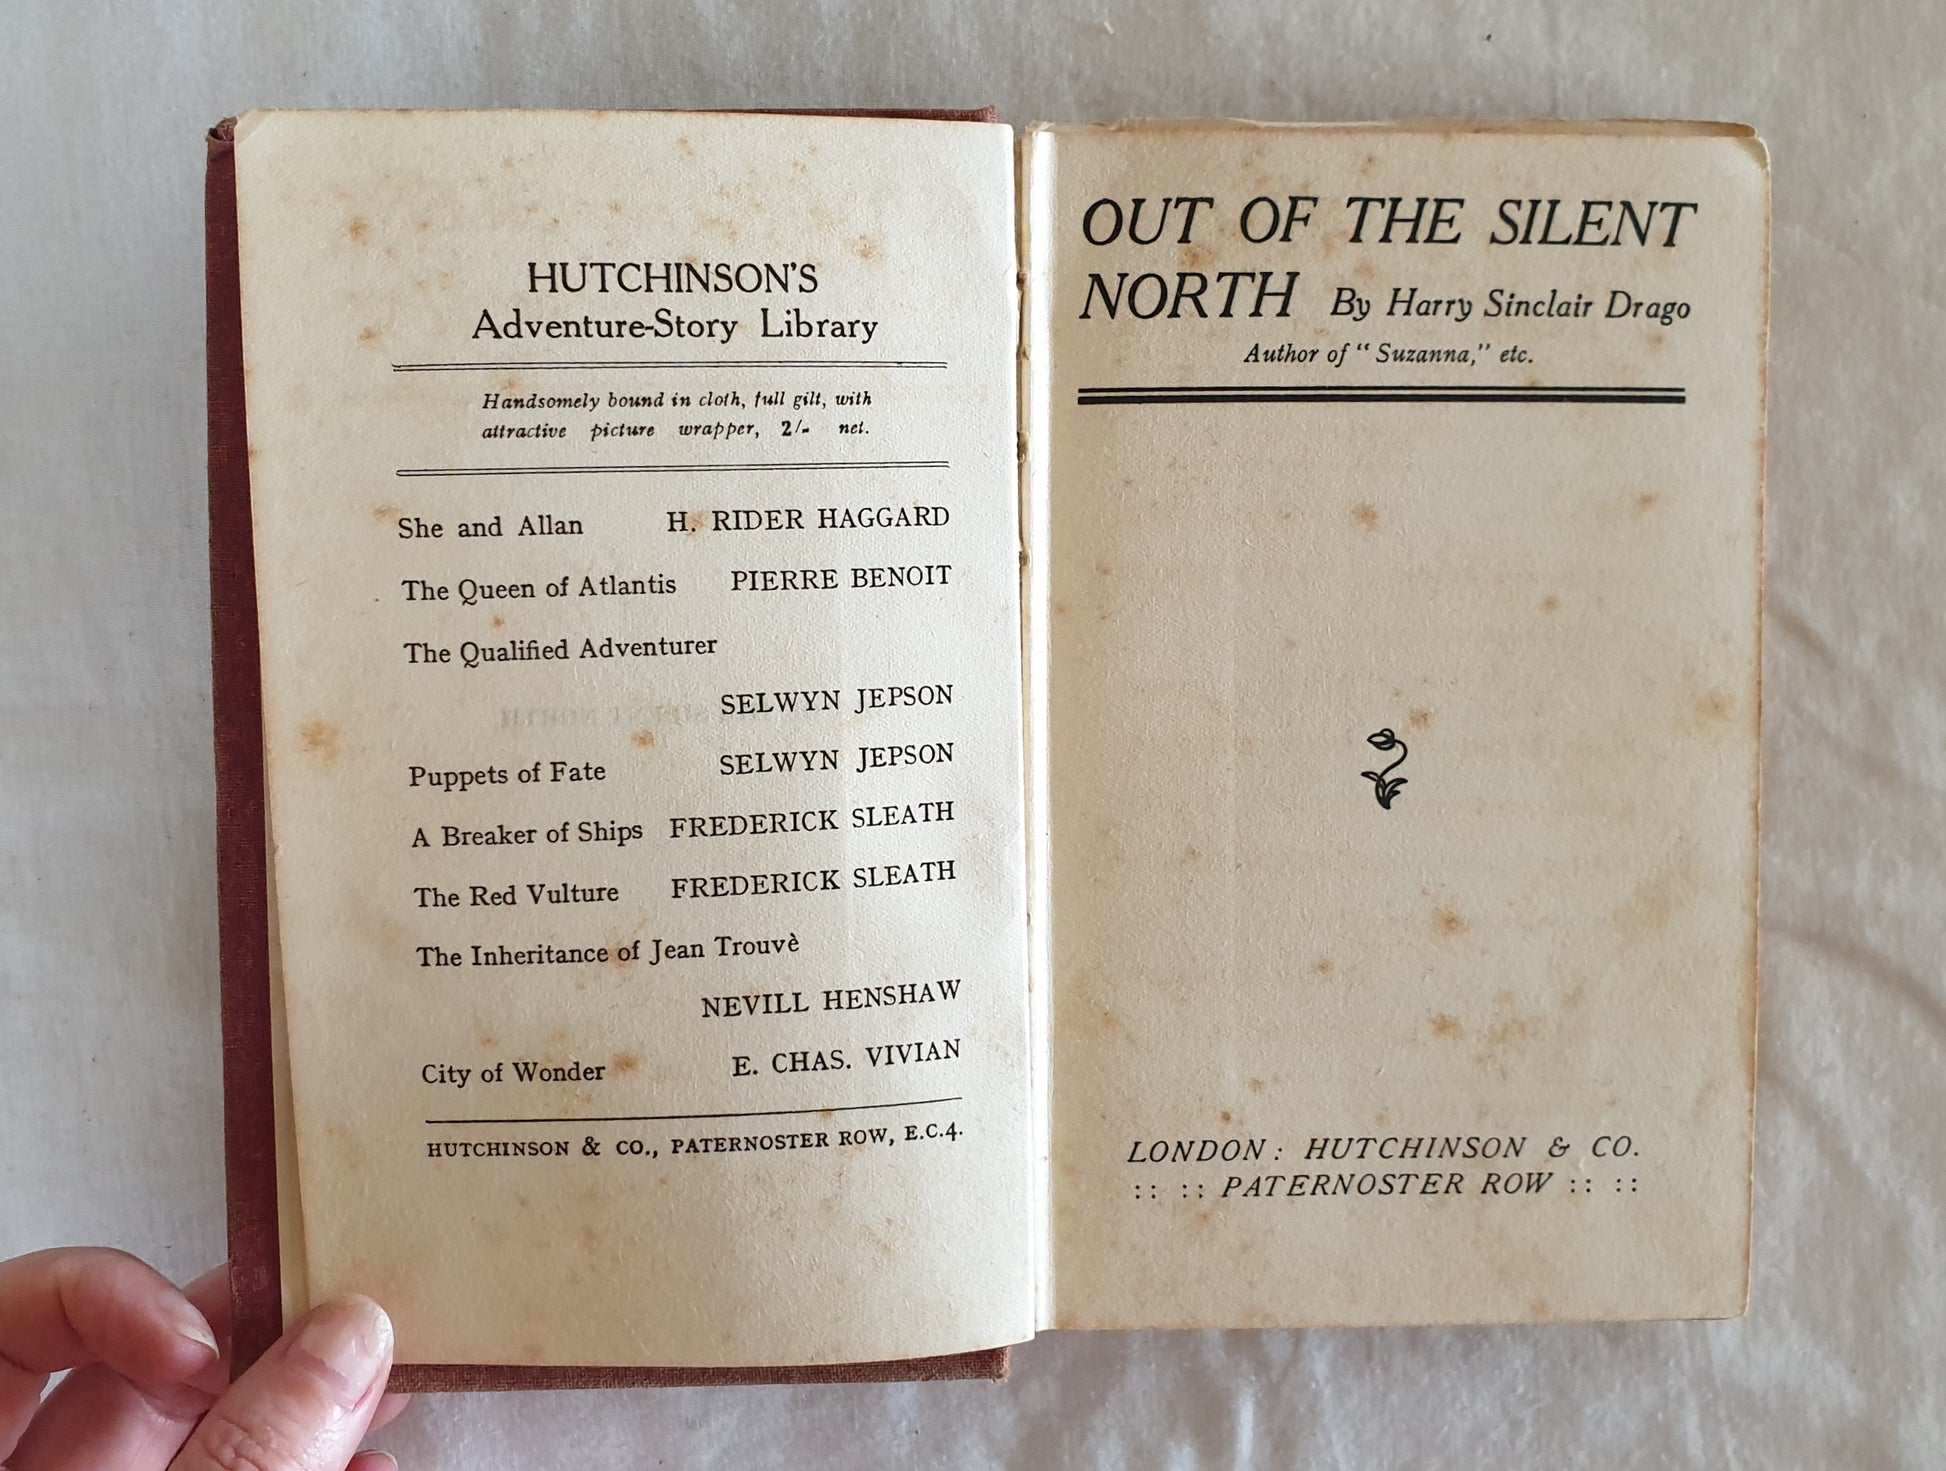 HUTCHINSON'S
Adventure-Story Library
Handsomely bound in cloth, full gilt, with
attractive picture wrapper, 2/- net.
She and Allan H. RIDER HAGGARD
The Queen of Atlantis PIERRE BENOIT
The Qualified Adventurer
SELWYN JEPSON
Puppets of Fate SELWYN JEPSON
A Breaker of Ships FREDERICK SLEATH
The Red Vulture FREDERICK SLEATH
The Inheritance of Jean Trouvè
NEVILL HENSHAW
City of Wonder E. CHAS. VIVIAN
HUTCHINSON & CO., PATERNOSTER ROW, E.C.4.
OUT OF THE SILENT
NORTH By Harry Sinclair Drago
Author of "Suzanna," etc.
LONDON: HUTCHINSON & CO.
:: :: PATERNOSTER ROW :: ::